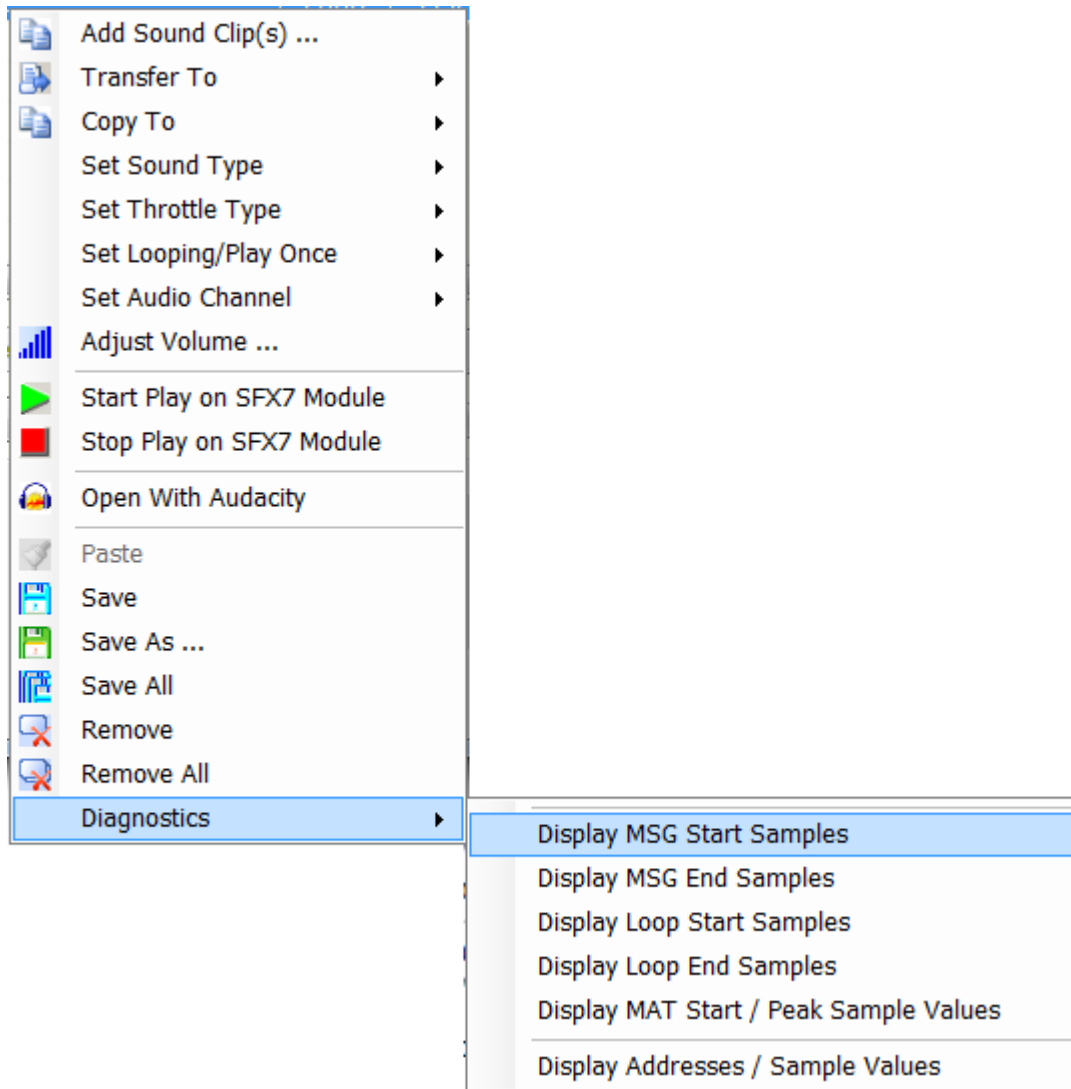 Add Sound Clip(s) ...
Transfer To
Copy To
Set Sound Type
Set Throttle Type
Set Looping/Play Once
Set Audio Channel
Adjust Volume ...
Start Play on SFX7 Module
Stop Play on SFX7 Module
Open With Audacity
Paste
Save
Save As ...
Save All
Remove
Remove All
Diagnostics
Display MSG Start Samples
Display MSG End Samples
Display Loop Start Samples
Display Loop End Samples
Display MAT Start / Peak Sample Values
Display Addresses / Sample Values